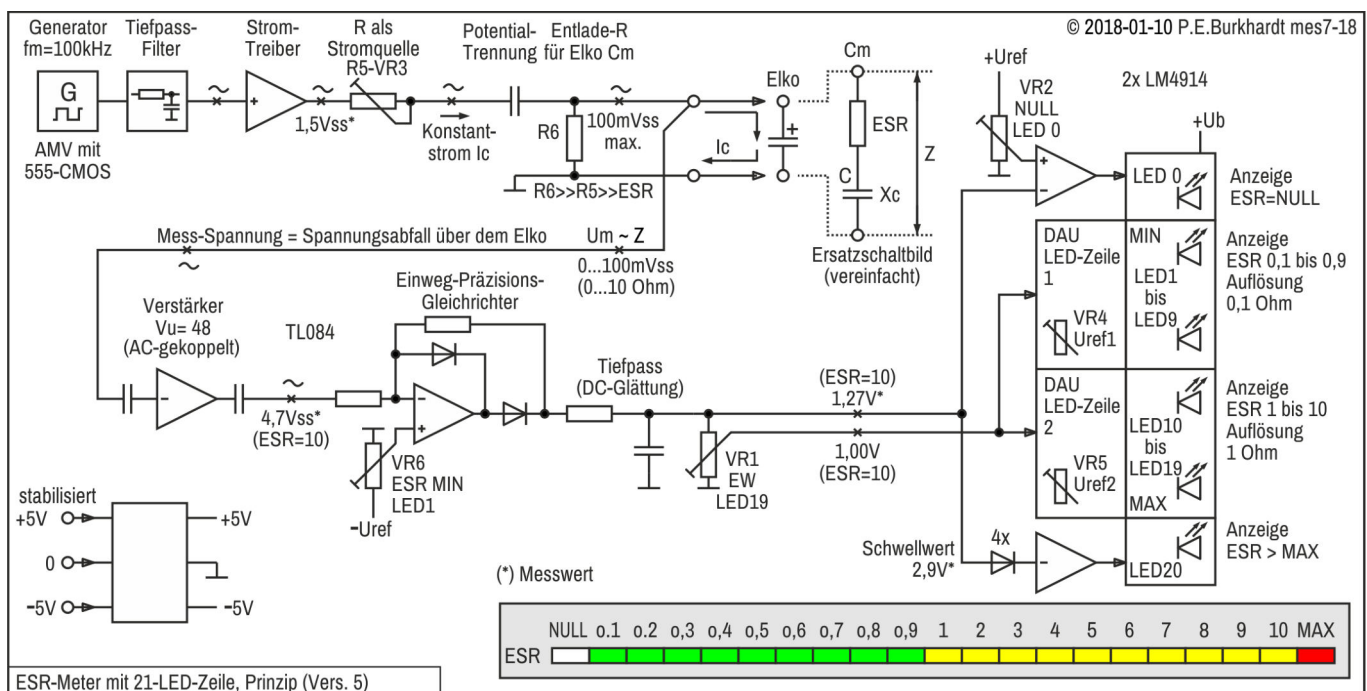 © 2018-01-10 P.E.Burkhardt mes7-18
Generator
fm=100kHz
G
AMV mit
555-CMOS
Tiefpass-
Filter
~
Strom-
Treiber
+
~
1,5Vss*
R als
Stromquelle
R5-VR3
~
Konstant-
strom Ic
Potential-
Trennung
Entlade-R
für Elko Cm
R6
~
100mVss
max.
R6>>R5>>ESR
Ic
Elko
+
Cm
ESR
C
Xc
Z
Ersatzschaltbild
(vereinfacht)
+Uref
VR2
NULL
LED 0
+
−
2x LM4914
+Ub
LED 0
Anzeige
ESR=NULL
DAU
LED-Zeile
1
VR4
Uref1
MIN
LED1
bis
LED9
Anzeige
ESR 0,1 bis 0,9
Auflösung
0,1 Ohm
DAU
LED-Zeile
2
VR5
Uref2
LED10
bis
LED19
MAX
Anzeige
ESR 1 bis 10
Auflösung
1 Ohm
LED20
Anzeige
ESR > MAX
Mess-Spannung = Spannungsabfall über dem Elko
~
Um ~ Z
0...100mVss
(0...10 Ohm)
Verstärker
Vu= 48
(AC-gekoppelt)
−
TL084
~
4,7Vss*
(ESR=10)
Einweg-Präzisions-
Gleichrichter
−
+
VR6
ESR MIN
LED1
-Uref
Tiefpass
(DC-Glättung)
VR1
EW
LED19
(ESR=10)
1,27V*
1,00V
(ESR=10)
Schwellwert
2,9V*
4x
−
stabilisiert
+5V
+5V
0
−5V
−5V
(*) Messwert
NULL o.1 o.2 o,3 o,4 o,5 o,6 o,7 o,8 o,9 1 2 3 4 5 6 7 8 9 10 MAX
ESR
ESR-Meter mit 21-LED-Zeile, Prinzip (Vers. 5)